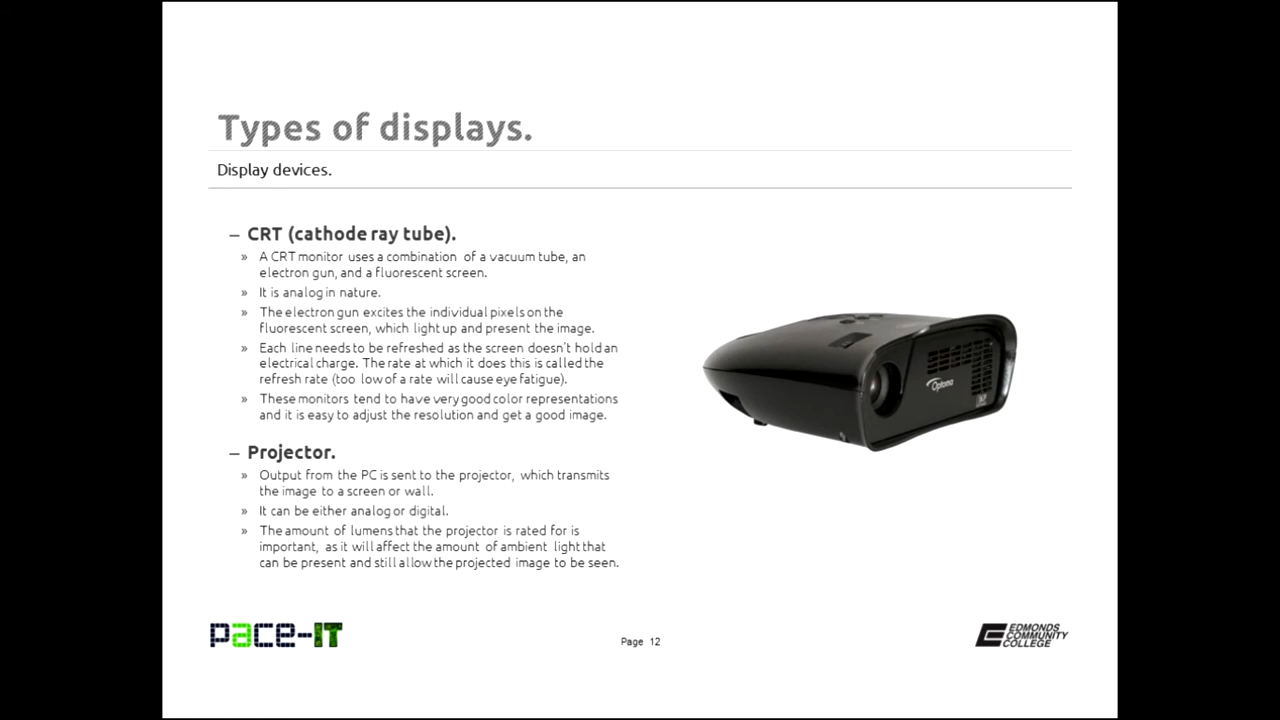 Types of displays.
Display devices.
– CRT (cathode ray tube).
» A CRT monitor uses a combination of a vacuum tube, an
electron gun, and a fluorescent screen.
» It is analog in nature.
» The electron gun excites the individual pixels on the
fluorescent screen, which light up and present the image.
» Each line needs to be refreshed as the screen doesn't hold an
electrical charge. The rate at which it does this is called the
refresh rate (too low of a rate will cause eye fatigue).
» These monitors tend to have very good color representations
and it is easy to adjust the resolution and get a good image.
– Projector.
» Output from the PC is sent to the projector, which transmits
the image to a screen or wall.
» It can be either analog or digital.
» The amount of lumens that the projector is rated for is
important, as it will affect the amount of ambient light that
can be present and still allow the projected image to be seen.
Optoma
pace-IT
Page 12
EDMONDS
COMMUNITY
COLLEGE